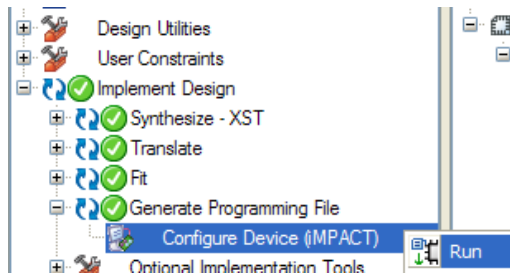 Design Utilities
User Constraints
Implement Design
Synthesize - XST
Translate
Fit
Generate Programming File
Configure Device (iMPACT)
Run
Optional Implementation Tools